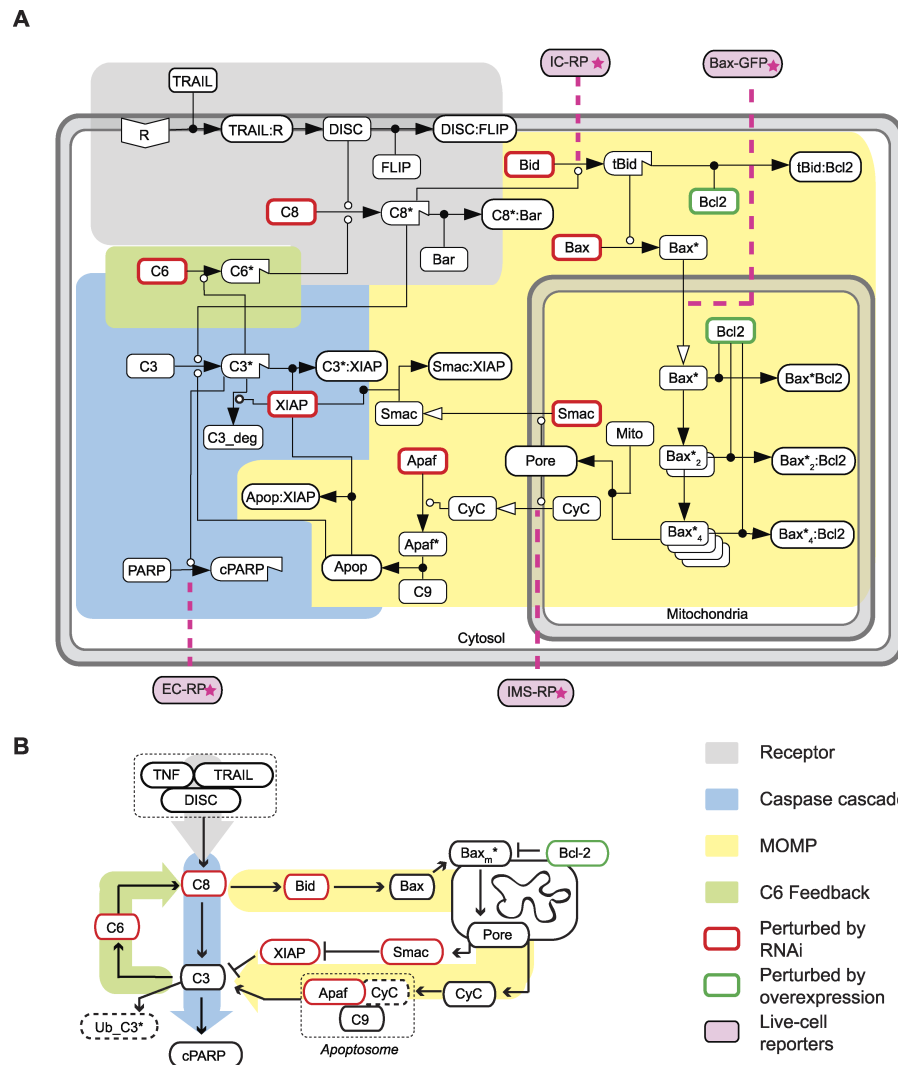 A
IC-RP
Bax-GFP
TRAIL
R
TRAIL:R
DISC
DISC:FLIP
FLIP
Bid
tBid
tBid:Bcl2
Bcl2
C8
C8*
C8*:Bar
Bar
Bax
Bax*
C6
C6*
Bcl2
C3
C3*
C3*:XIAP
Smac:XIAP
Bax*
Bax*Bcl2
XIAP
Smac
Smac
Mito
C3_deg
Apaf
Pore
Bax*2
Bax*2:Bcl2
Apop:XIAP
CyC
CyC
Apaf*
Bax*4
Bax*4:Bcl2
PARP
cPARP
Apop
C9
Mitochondria
Cytosol
EC-RP
IMS-RP
B
TNF
TRAIL
DISC
C8
Bid
Bax
Baxm*
Bcl-2
C6
Pore
XIAP
Smac
C3
Apaf
CyC
CyC
C9
Ub_C3*
Apoptosome
cPARP
Receptor
Caspase cascade
MOMP
C6 Feedback
Perturbed by
RNAi
Perturbed by
overexpression
Live-cell
reporters